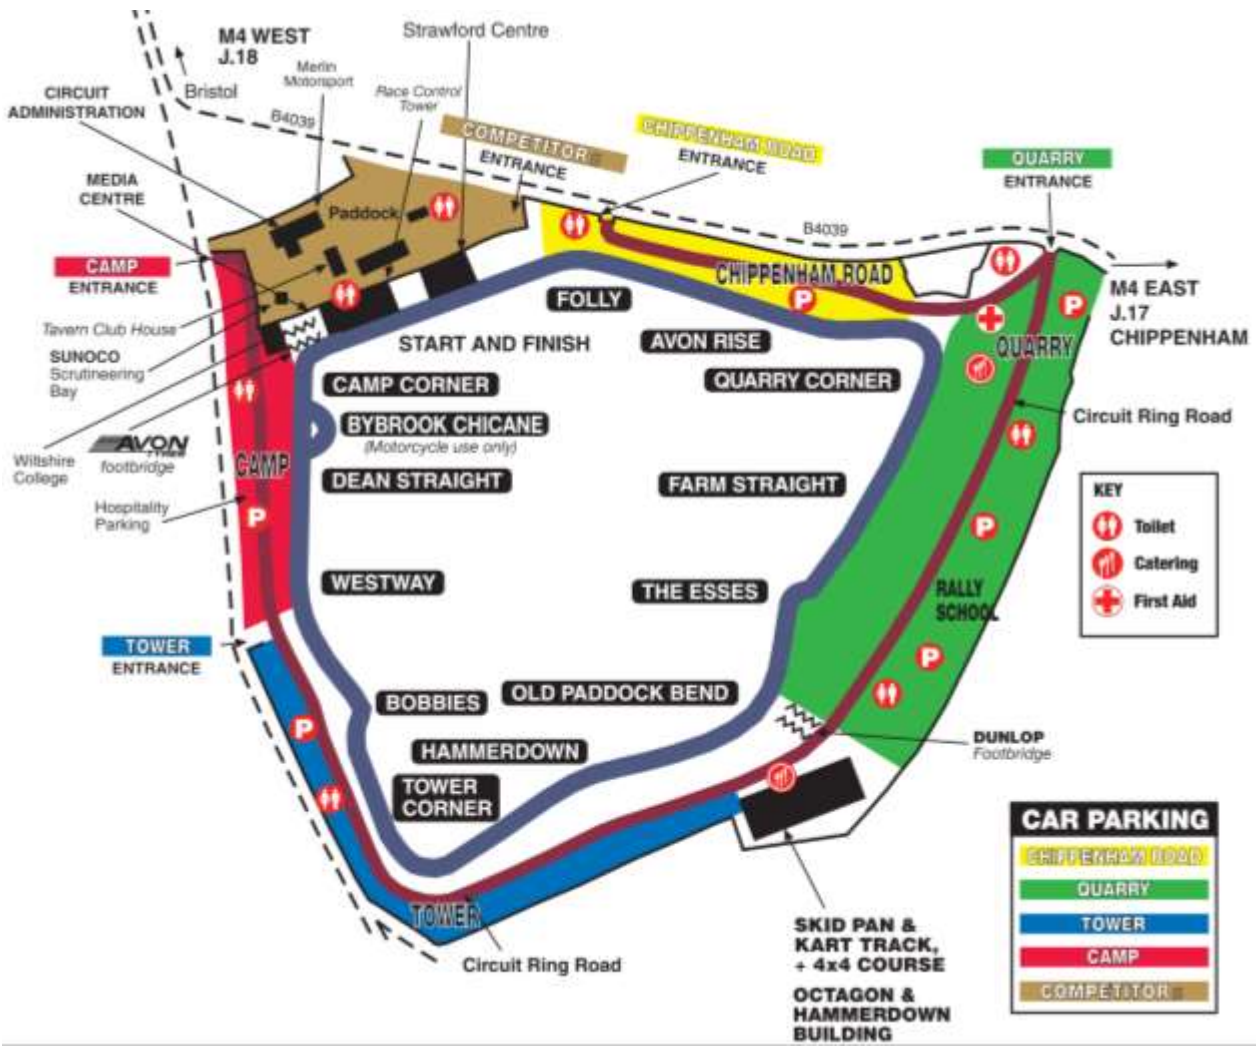 M4 WEST
J.18
Strawford Centre
Merlin
Motorsport
Bristol
Race Control
Tower
CIRCUIT
ADMINISTRATION
B4039
COMPETITORS
ENTRANCE
CHIPPENHAM ROAD
ENTRANCE
QUARRY
ENTRANCE
MEDIA
CENTRE
Paddock
B4039
CAMP
ENTRANCE
CHIPPENHAM ROAD
M4 EAST
J.17
CHIPPENHAM
FOLLY
P
P
Tavern Club House
START AND FINISH
AVON RISE
QUARRY
SUNOCO
Scrutineering
Bay
CAMP CORNER
QUARRY CORNER
BYBROOK CHICANE
(Motorcycle use only)
Circuit Ring Road
AVON
TYRES
footbridge
Wiltshire
College
CAMP
DEAN STRAIGHT
FARM STRAIGHT
KEY
Toilet
Catering
First Aid
Hospitality
Parking
P
P
WESTWAY
THE ESSES
RALLY
SCHOOL
TOWER
ENTRANCE
P
BOBBIES
OLD PADDOCK BEND
P
HAMMERDOWN
DUNLOP
Footbridge
TOWER
CORNER
CAR PARKING
CHIPPENHAM ROAD
QUARRY
TOWER
CAMP
COMPETITORS
TOWER
Circuit Ring Road
SKID PAN &
KART TRACK,
+ 4x4 COURSE
OCTAGON &
HAMMERDOWN
BUILDING